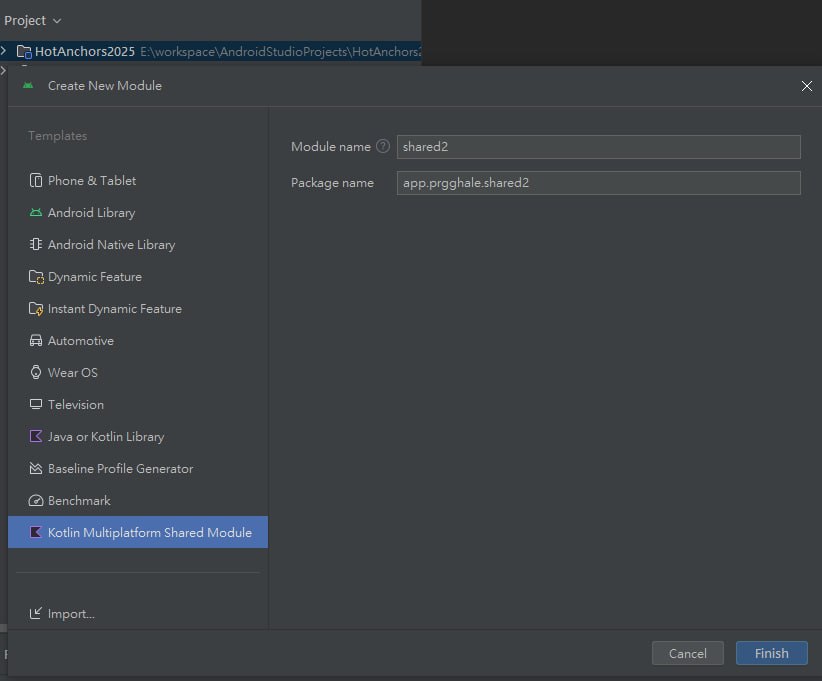 Project
HotAnchors2025 E:\workspace\AndroidStudioProjects\HotAnchors2
Create New Module
Templates
Phone & Tablet
Android Library
Android Native Library
Dynamic Feature
Instant Dynamic Feature
Automotive
Wear OS
Television
Java or Kotlin Library
Baseline Profile Generator
Benchmark
Kotlin Multiplatform Shared Module
Import...
Module name ? shared2
Package name app.prgghale.shared2
Cancel Finish